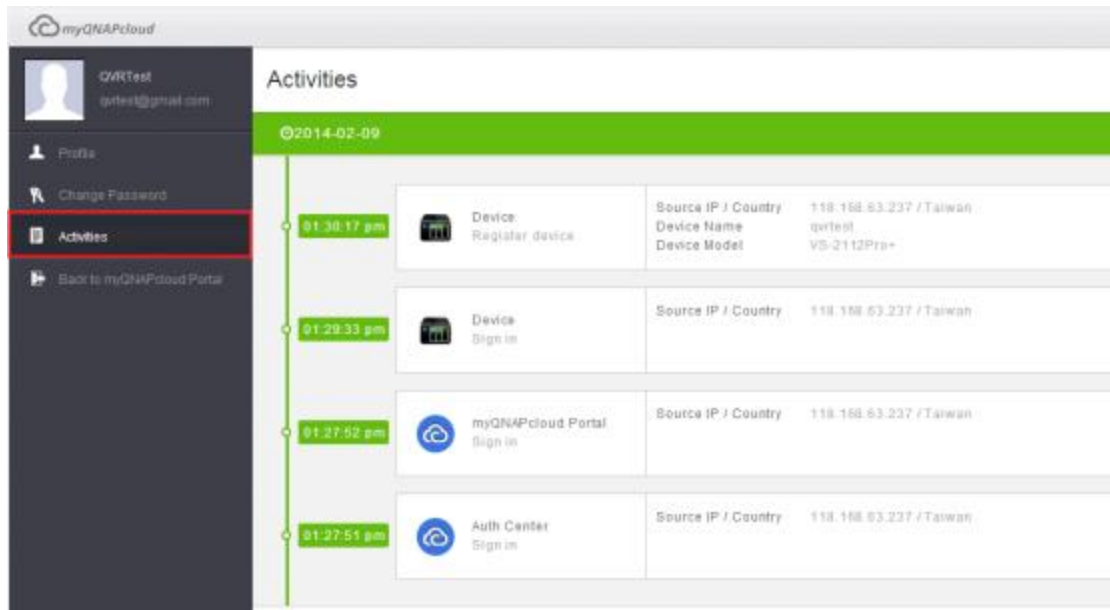 myQNAPcloud
QVRTest
qvrtest@gmail.com
Profile
Change Password
Activities
Back to myQNAPcloud Portal
Activities
2014-02-09
01:30:17 pm
Device
Register device
Source IP / Country 118.168.63.237 / Taiwan
Device Name qvrtest
Device Model VS-2112Pro+
01:29:33 pm
Device
Sign in
Source IP / Country 118.168.63.237 / Taiwan
01:27:52 pm
myQNAPcloud Portal
Sign in
Source IP / Country 118.168.63.237 / Taiwan
01:27:51 pm
Auth Center
Sign in
Source IP / Country 118.168.63.237 / Taiwan